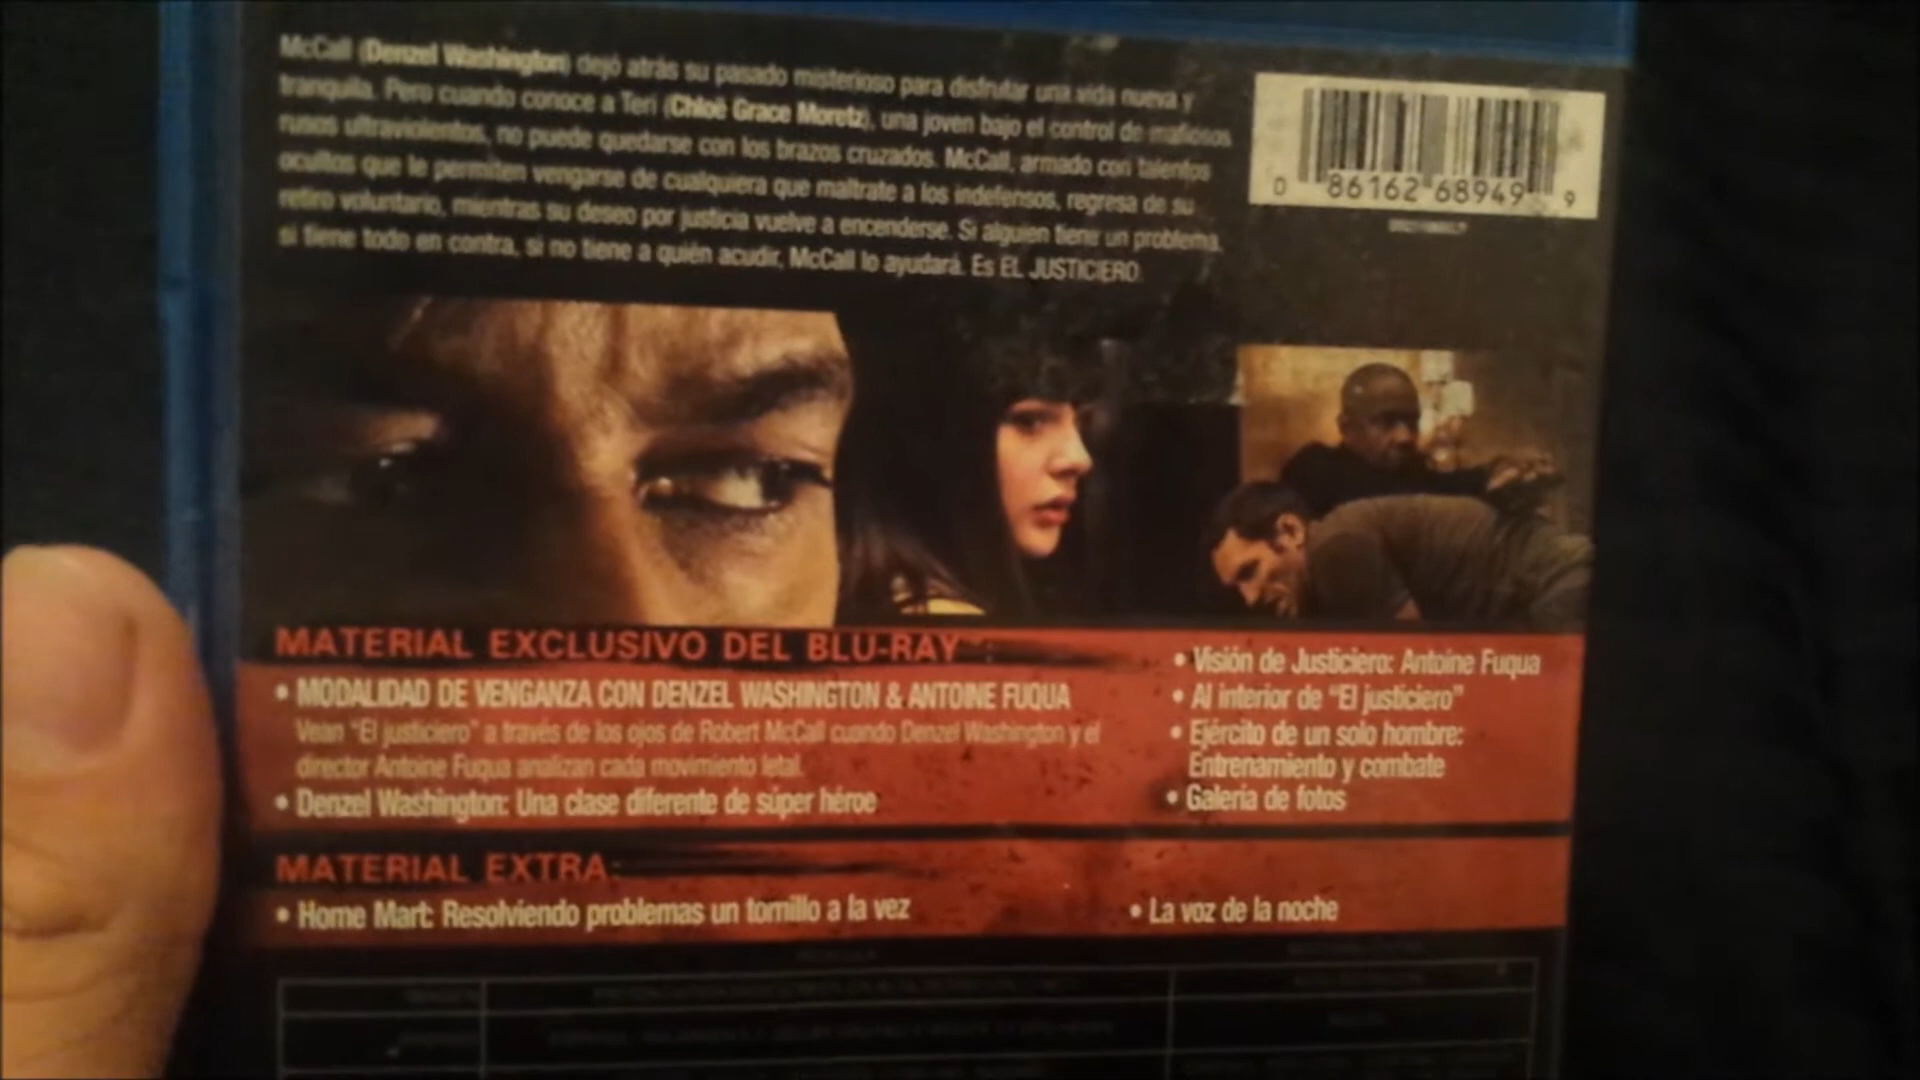 McCall (Denzel Washington) dejó atrás su pasado misterioso para disfrutar una vida nueva y
tranquila. Pero cuando conoce a Teri (Chloë Grace Moretz), una joven bajo el control de mafiosos
rusos ultraviolentos, no puede quedarse con los brazos cruzados. McCall, armado con talentos
ocultos que le permiten vengarse de cualquiera que maltrate a los indefensos, regresa de su
retiro voluntario, mientras su deseo por justicia vuelve a encenderse. Si alguien tiene un problema,
si tiene todo en contra, si no tiene a quién acudir, McCall lo ayudará. Es EL JUSTICIERO.
0 86162 68949 9
MATERIAL EXCLUSIVO DEL BLU-RAY
• MODALIDAD DE VENGANZA CON DENZEL WASHINGTON & ANTOINE FUQUA
Vean "El justiciero" a través de los ojos de Robert McCall cuando Denzel Washington y el
director Antoine Fuqua analizan cada movimiento letal.
• Denzel Washington: Una clase diferente de súper héroe
• Visión de Justiciero: Antoine Fuqua
• Al interior de "El justiciero"
• Ejército de un solo hombre:
Entrenamiento y combate
• Galería de fotos
MATERIAL EXTRA:
• Home Mart: Resolviendo problemas un tornillo a la vez
• La voz de la noche